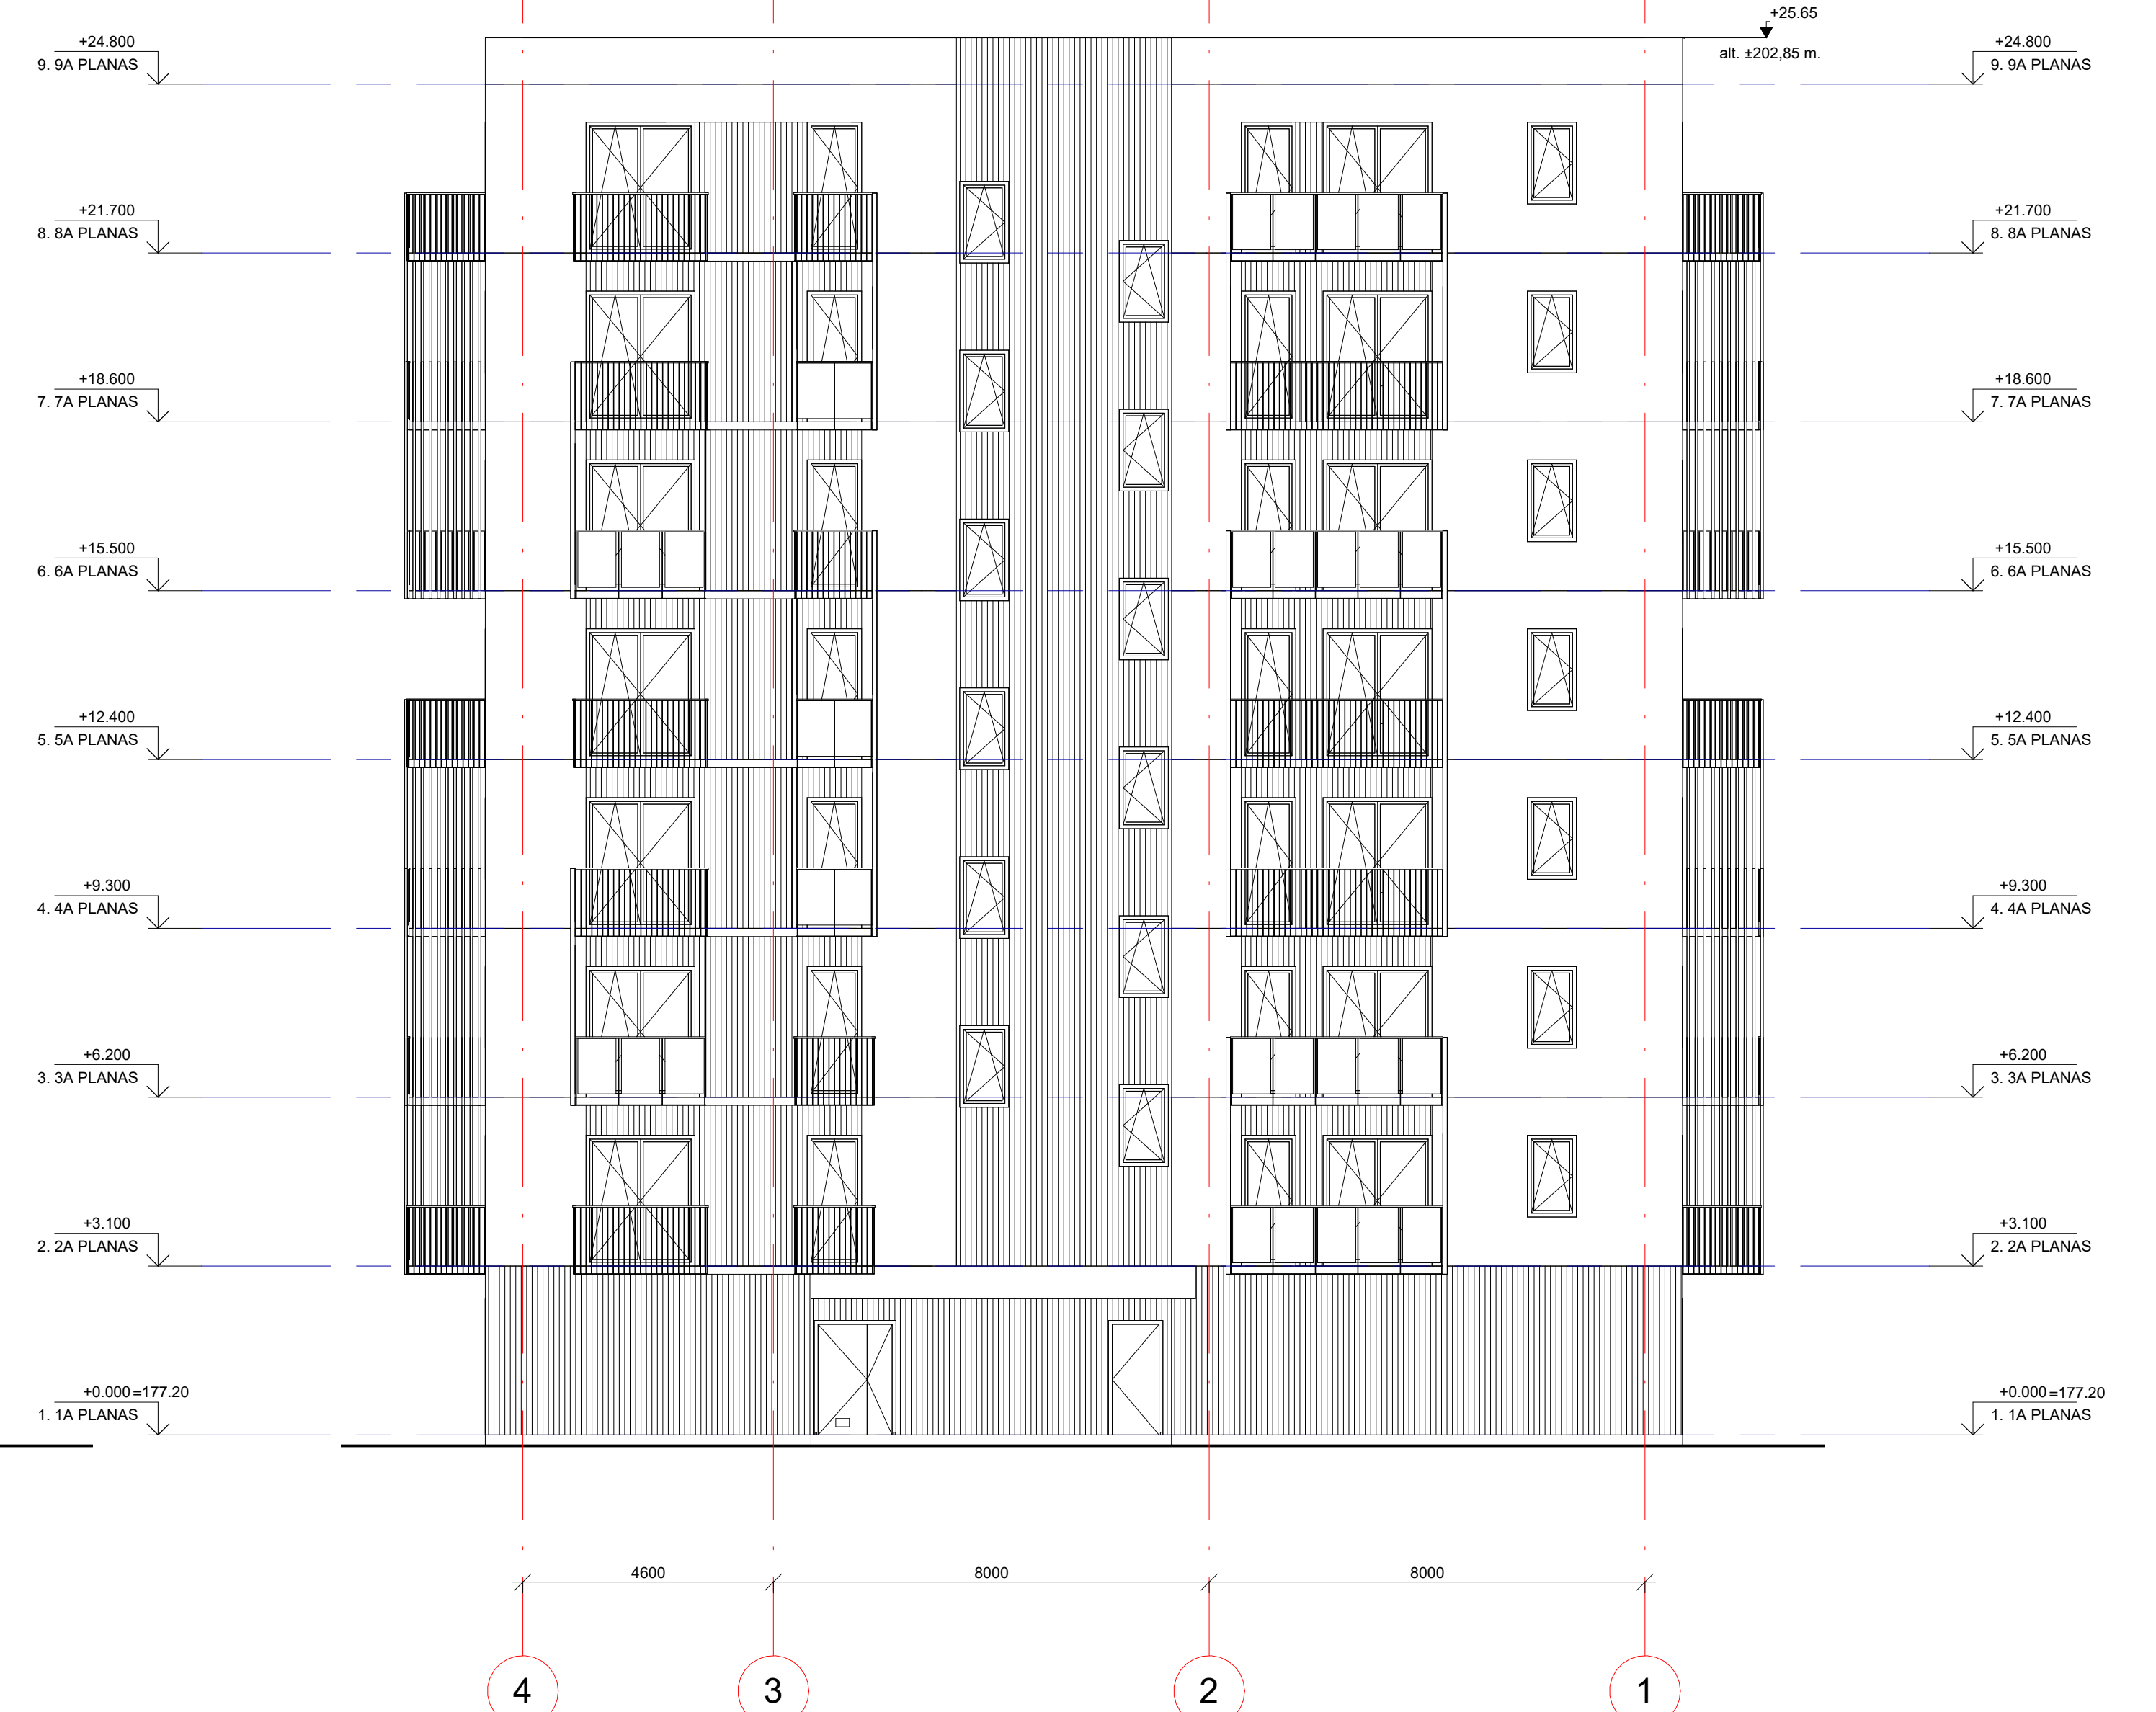 +25.65
alt. ±202,85 m.
+24.800
9. 9A PLANAS
+24.800
9. 9A PLANAS
+21.700
8. 8A PLANAS
+21.700
8. 8A PLANAS
+18.600
7. 7A PLANAS
+18.600
7. 7A PLANAS
+15.500
6. 6A PLANAS
+15.500
6. 6A PLANAS
+12.400
5. 5A PLANAS
+12.400
5. 5A PLANAS
+9.300
4. 4A PLANAS
+9.300
4. 4A PLANAS
+6.200
3. 3A PLANAS
+6.200
3. 3A PLANAS
+3.100
2. 2A PLANAS
+3.100
2. 2A PLANAS
+0.000=177.20
1. 1A PLANAS
+0.000=177.20
1. 1A PLANAS
4600 8000 8000
4 3 2 1